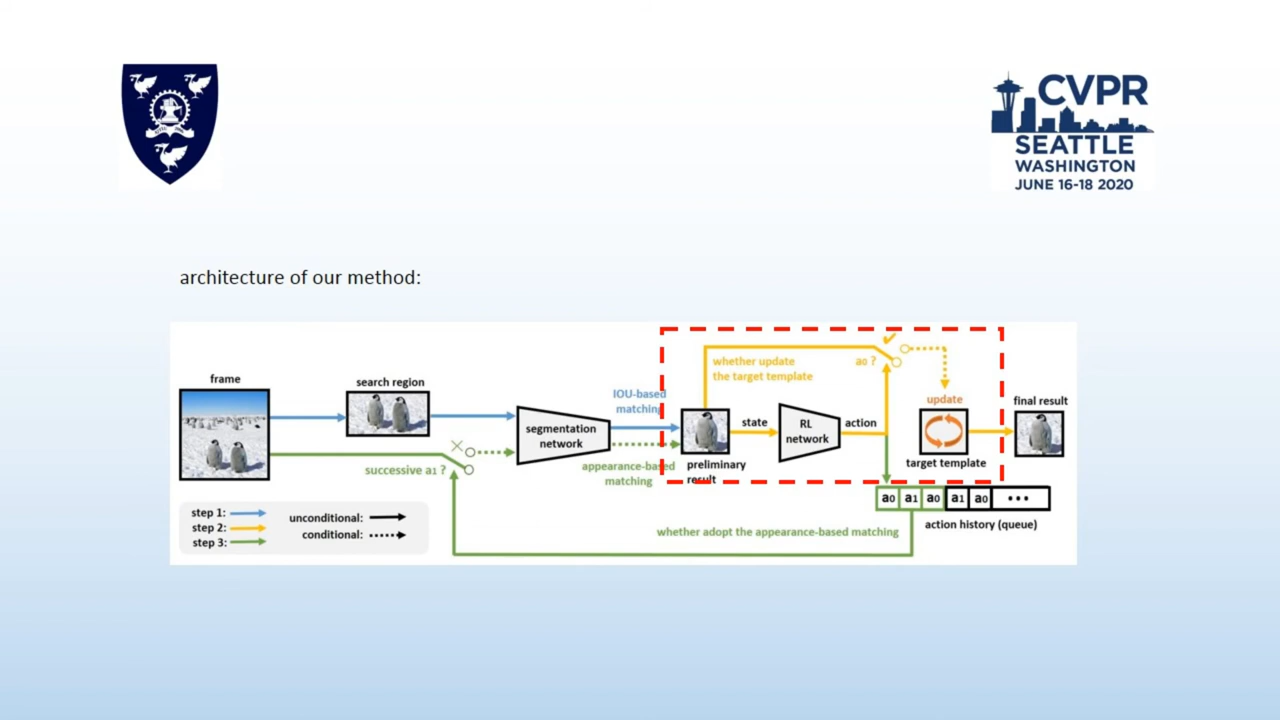 CVPR
SEATTLE
WASHINGTON
JUNE 16-18 2020
architecture of our method:
frame
search region
IOU-based
matching
segmentation
network
successive a1 ?
appearance-based
matching
whether update
the target template
a0 ?
state
RL
network
action
preliminary
result
update
target template
final result
a0 a1 a0 a1 a0 •••
action history (queue)
whether adopt the appearance-based matching
step 1:
step 2:
step 3:
unconditional:
conditional: